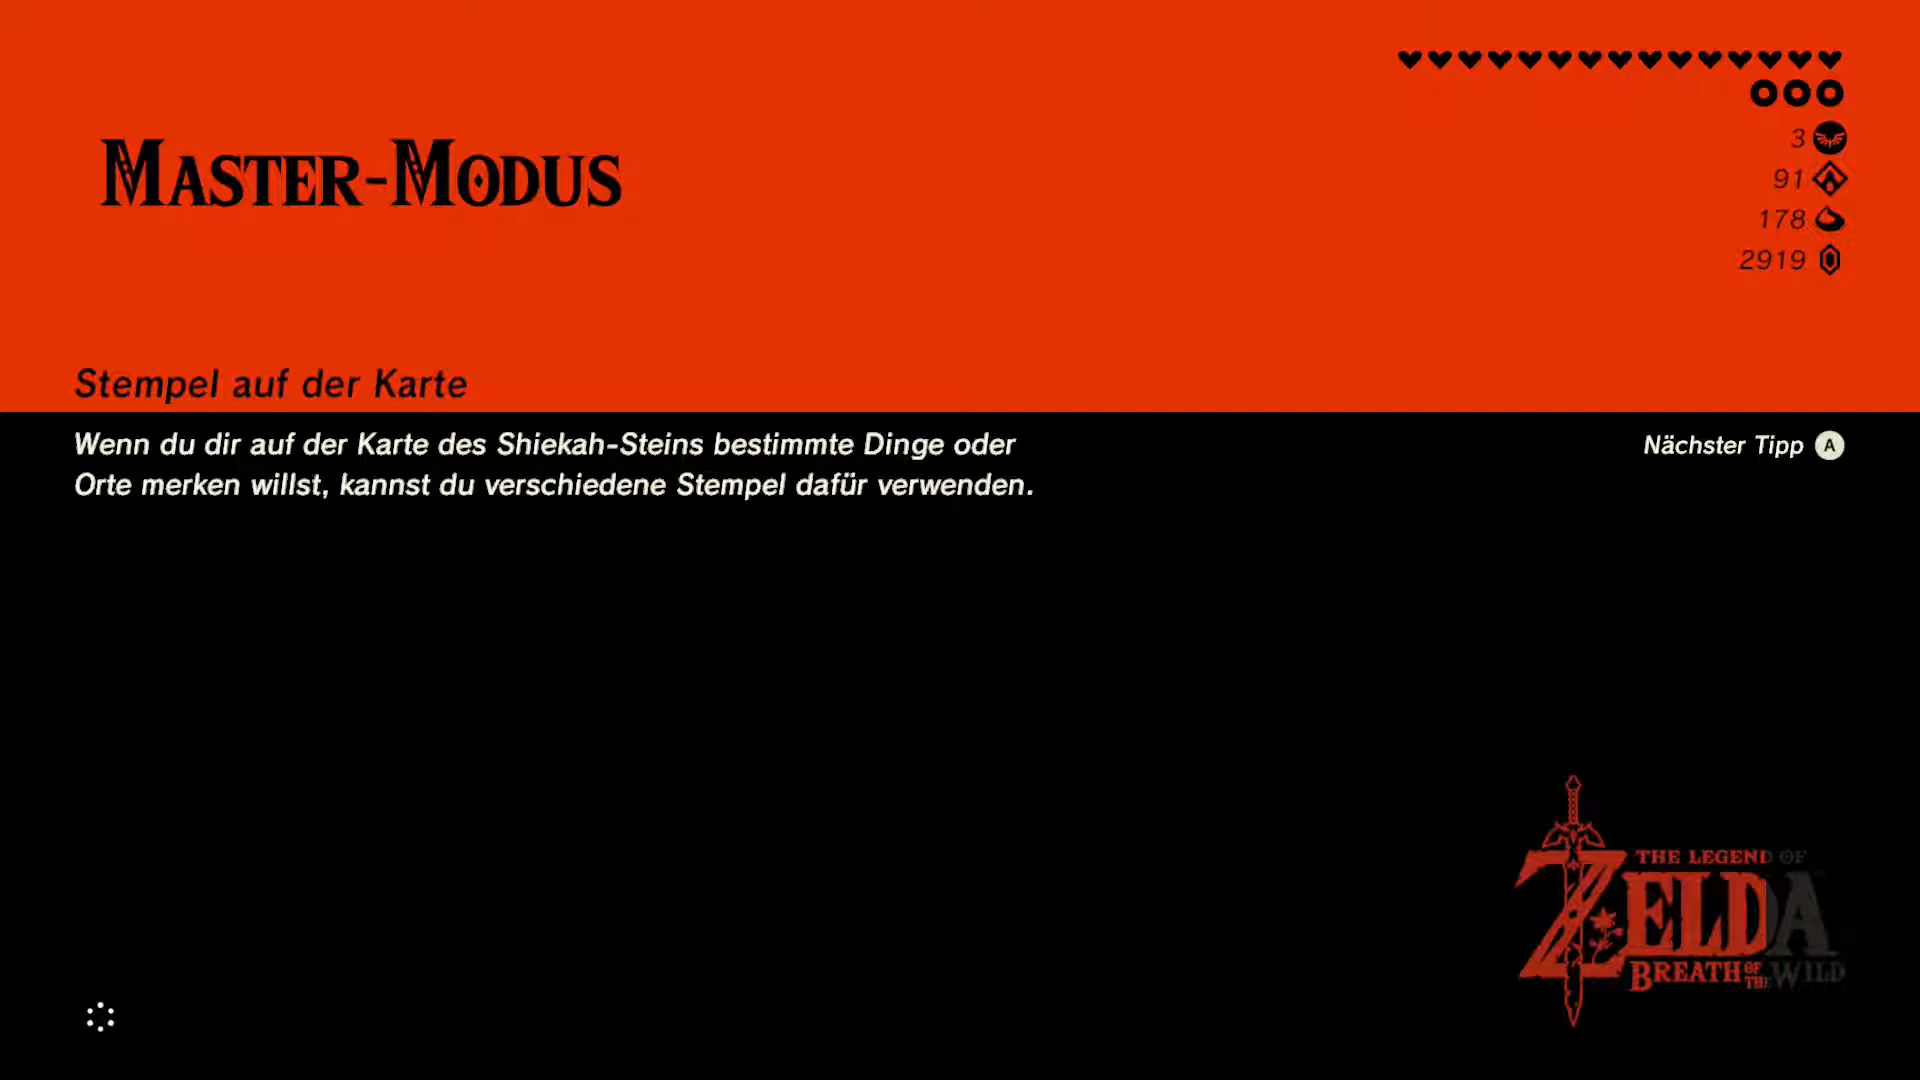 MASTER-MODUS
3
91
178
2919
Stempel auf der Karte
Wenn du dir auf der Karte des Shiekah-Steins bestimmte Dinge oder
Orte merken willst, kannst du verschiedene Stempel dafür verwenden.
Nächster Tipp A
THE LEGEND OF
ZELDA
BREATH OF THE WILD